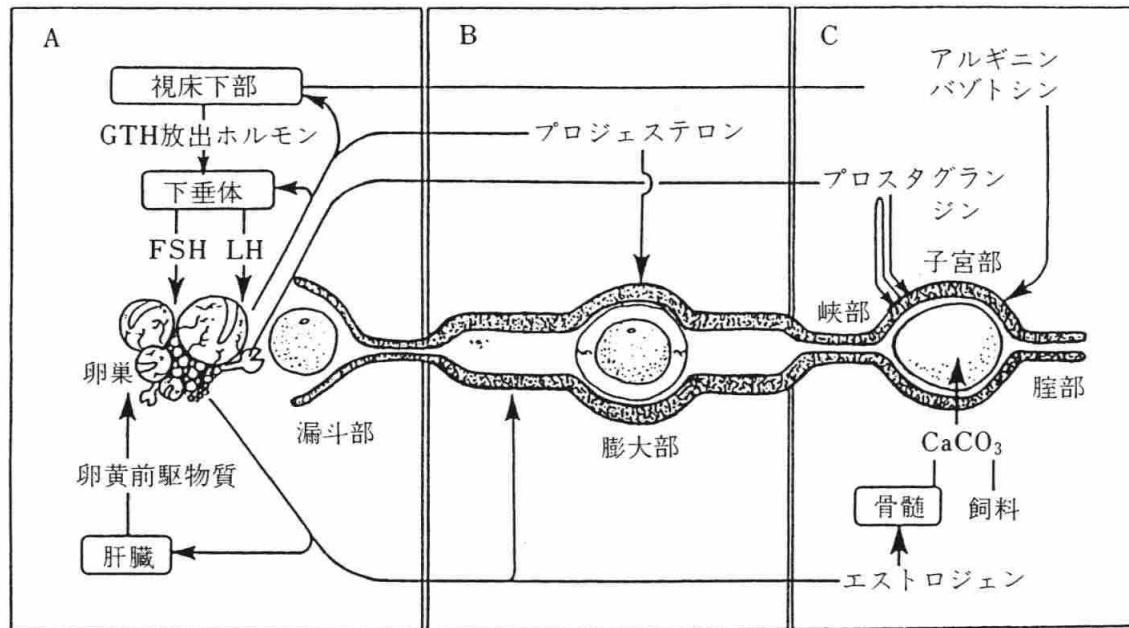 A
視床下部
GTH放出ホルモン
下垂体
FSH LH
卵巣
漏斗部
卵黄前駆物質
肝臓
B
プロジェステロン
膨大部
C
アルギニン
バゾトシン
プロスタグラン
ジン
子宮部
峡部
腟部
CaCO₃
骨髄 飼料
エストロジェン